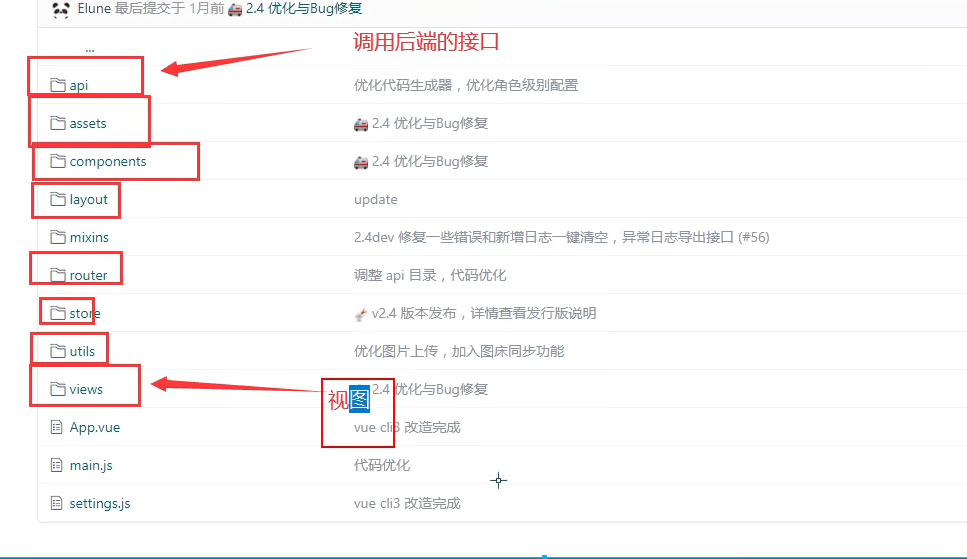 Elune 最后提交于 1月前 🚑 2.4 优化与Bug修复
...
调用后端的接口
api 优化代码生成器，优化角色级别配置
assets 🚑 2.4 优化与Bug修复
components 🚑 2.4 优化与Bug修复
layout update
mixins 2.4dev 修复一些错误和新增日志一键清空，异常日志导出接口 (#56)
router 调整 api 目录，代码优化
store 🚀 v2.4 版本发布，详情查看发行版说明
utils 优化图片上传，加入图床同步功能
views 2.4 优化与Bug修复
视图
App.vue vue cli3 改造完成
main.js 代码优化
settings.js vue cli3 改造完成